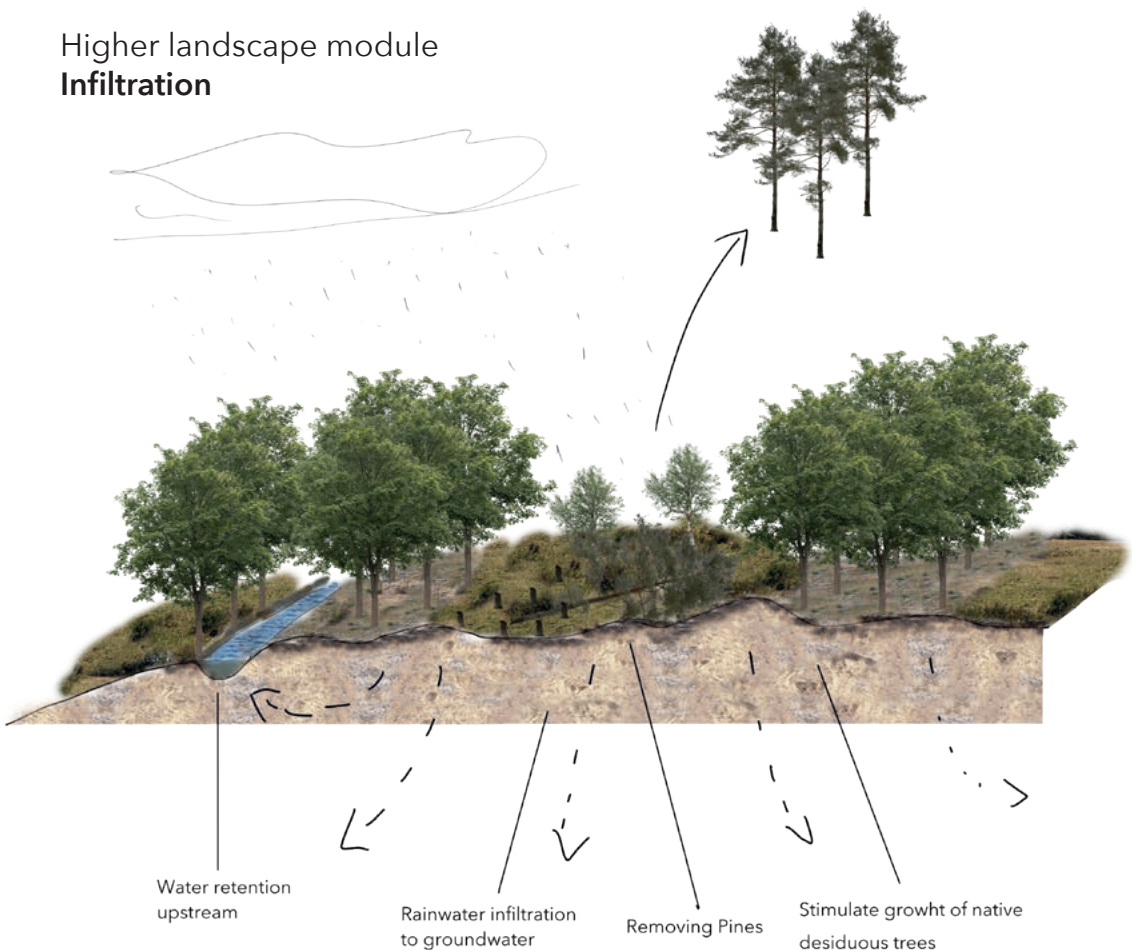 Higher landscape module
Infiltration
Water retention
upstream
Rainwater infiltration
to groundwater
Removing Pines
Stimulate growht of native
desiduous trees